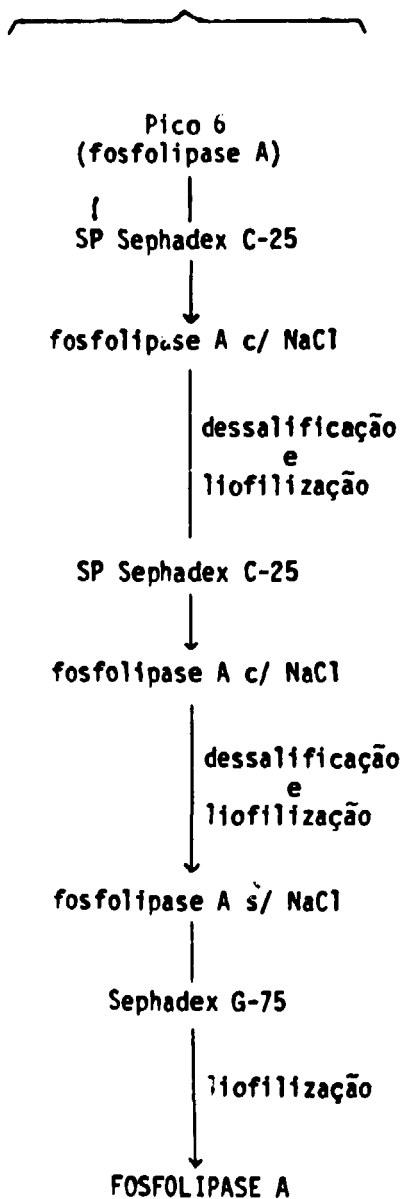 Pico 6
(fosfolipase A)
SP Sephadex C-25
fosfolipase A c/ NaCl
dessalificação
e
liofilização
SP Sephadex C-25
fosfolipase A c/ NaCl
dessalificação
e
liofilização
fosfolipase A s/ NaCl
Sephadex G-75
liofilização
FOSFOLIPASE A